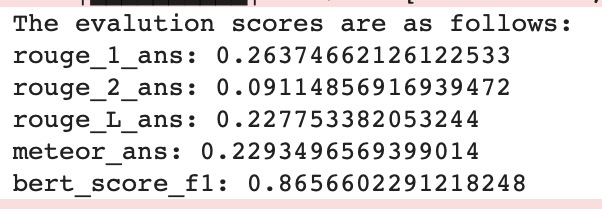 The evalution scores are as follows:
rouge_1_ans: 0.26374662126122533
rouge_2_ans: 0.09114856916939472
rouge_L_ans: 0.227753382053244
meteor_ans: 0.2293496569399014
bert_score_f1: 0.8656602291218248